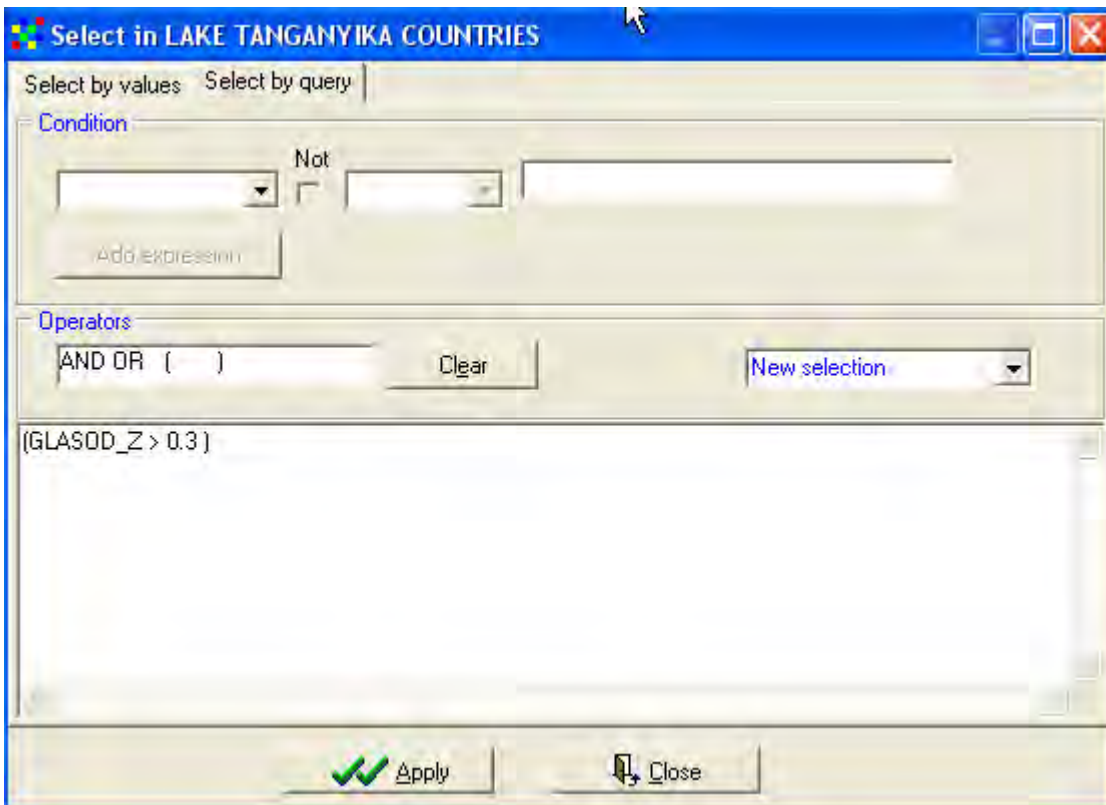 Select in LAKE TANGANYIKA COUNTRIES
Select by values Select by query
Condition
Not
Add expression
Operators
AND OR ( )
Clear
New selection
(GLASOD_Z > 0.3 )
Apply
Close